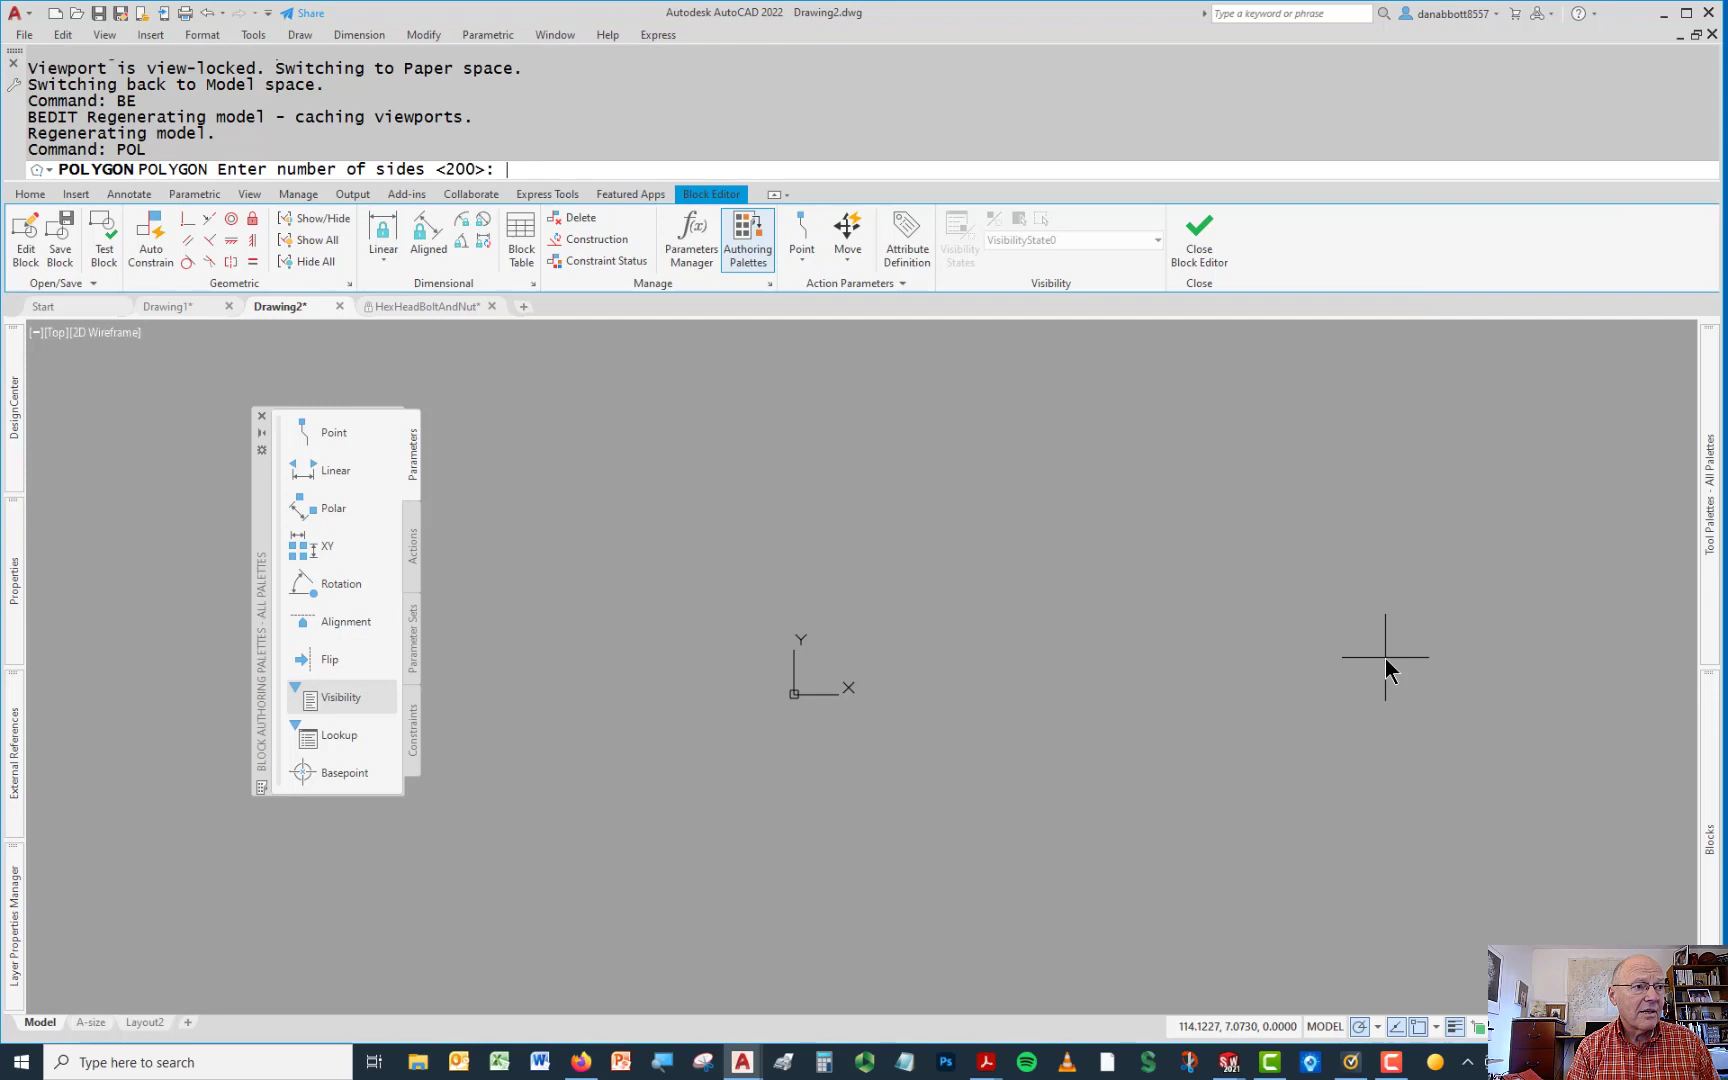 Share
Autodesk AutoCAD 2022 Drawing2.dwg
Type a keyword or phrase
danabbott8557
File Edit View Insert Format Tools Draw Dimension Modify Parametric Window Help Express
Viewport is view-locked. Switching to Paper space.
Switching back to Model space.
Command: BE
BEDIT Regenerating model - caching viewports.
Regenerating model.
Command: POL
POLYGON POLYGON Enter number of sides <200>:
Home Insert Annotate Parametric View Manage Output Add-ins Collaborate Express Tools Featured Apps Block Editor
Edit Block
Save Block
Test Block
Open/Save
Auto Constrain
Show/Hide
Show All
Hide All
Geometric
Linear
Aligned
Dimensional
Block Table
Delete
Construction
Constraint Status
Parameters Manager
Authoring Palettes
Manage
Point
Move
Action Parameters
Attribute Definition
Visibility States
VisibilityState0
Visibility
Close Block Editor
Close
Start Drawing1* Drawing2* HexHeadBoltAndNut*
[−][Top][2D Wireframe]
DesignCenter
Properties
External References
Layer Properties Manager
BLOCK AUTHORING PALETTES - ALL PALETTES
Point
Linear
Polar
XY
Rotation
Alignment
Flip
Visibility
Lookup
Basepoint
Parameters
Actions
Parameter Sets
Constraints
Y
X
Tool Palettes - All Palettes
Blocks
Model A-size Layout2
114.1227, 7.0730, 0.0000 MODEL
Type here to search